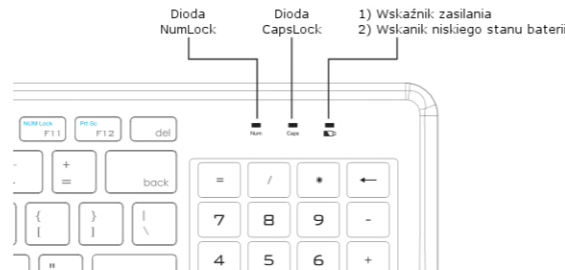 Dioda
NumLock
Dioda
CapsLock
1) Wskaźnik zasilania
2) Wskanik niskiego stanu baterii
Num
Caps
NUM Lock
F11
Prt Sc
F12
del
= / * ←
- + = back
7 8 9 -
{ [ } ] | \
4 5 6 +
"